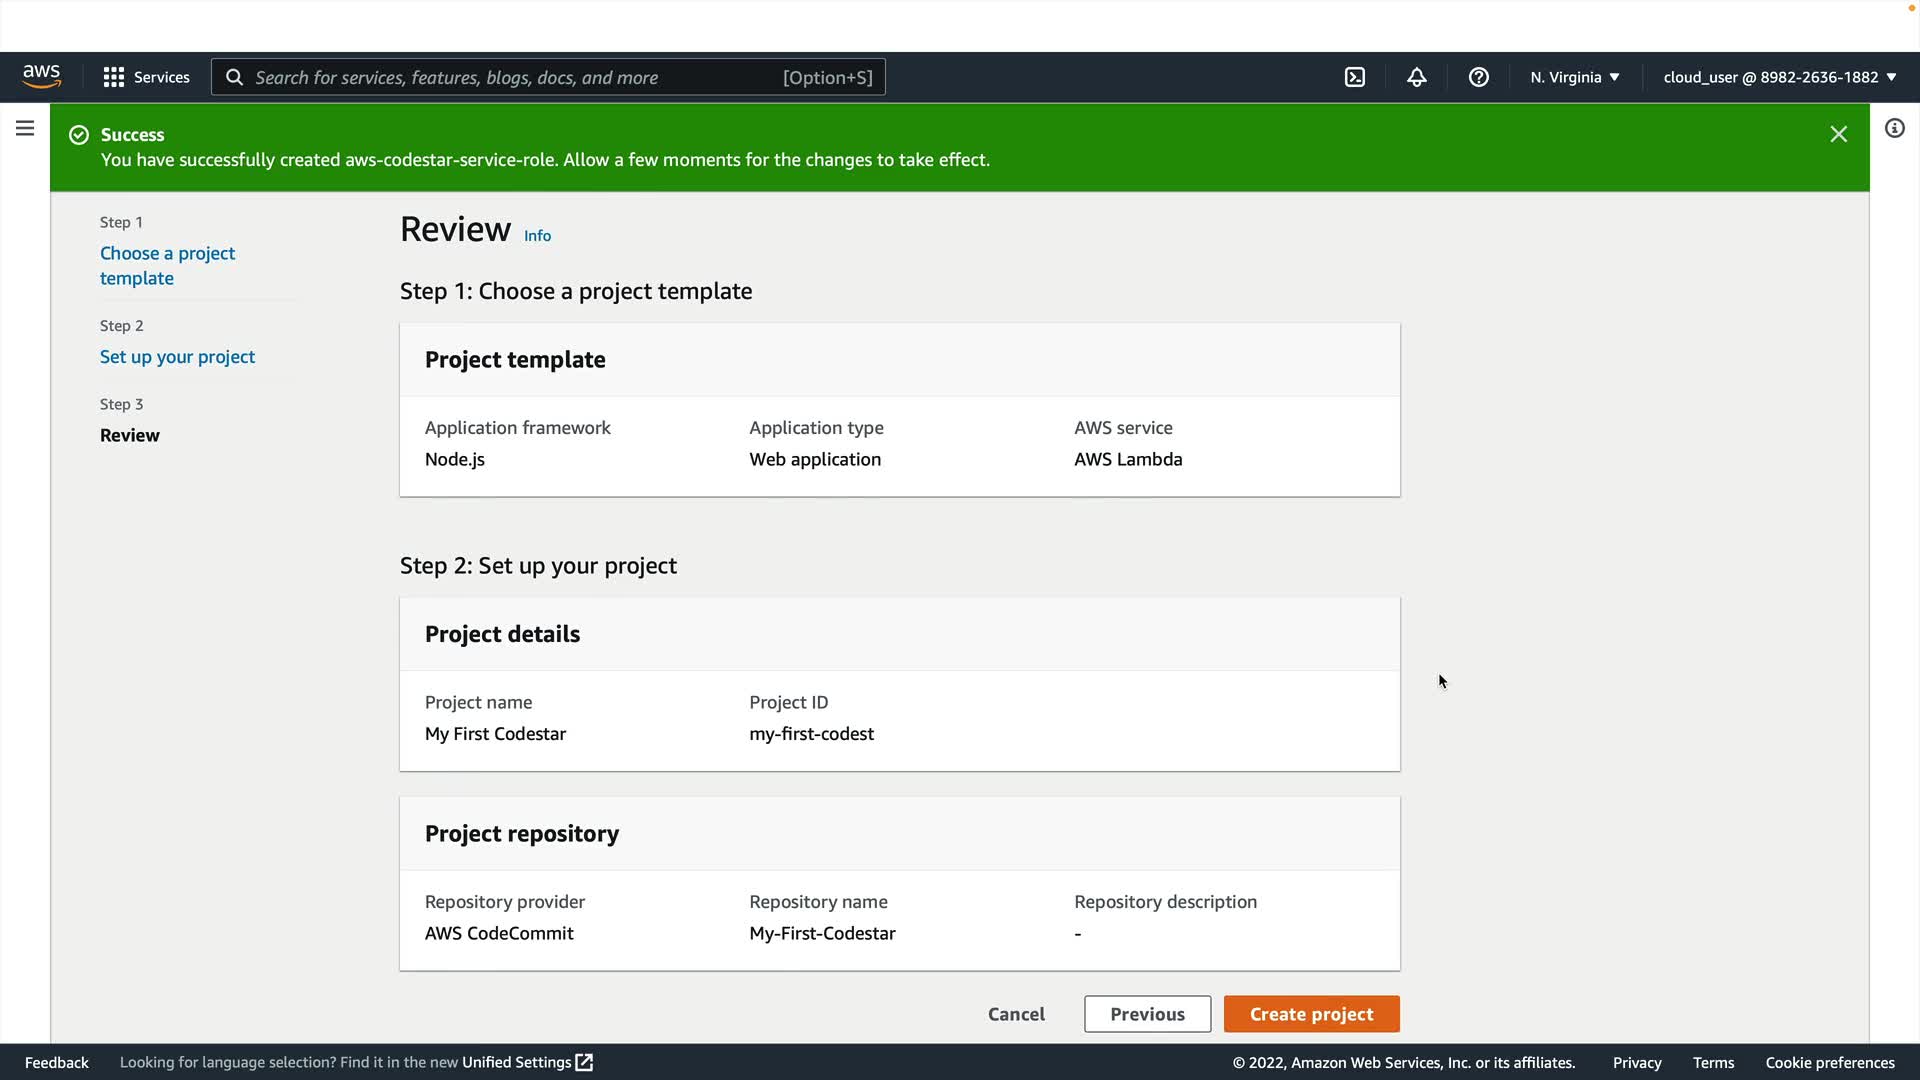 aws
Services
Search for services, features, blogs, docs, and more
[Option+S]
N. Virginia
cloud_user @ 8982-2636-1882
Success
You have successfully created aws-codestar-service-role. Allow a few moments for the changes to take effect.
Step 1
Choose a project
template
Step 2
Set up your project
Step 3
Review
Review Info
Step 1: Choose a project template
Project template
Application framework
Node.js
Application type
Web application
AWS service
AWS Lambda
Step 2: Set up your project
Project details
Project name
My First Codestar
Project ID
my-first-codest
Project repository
Repository provider
AWS CodeCommit
Repository name
My-First-Codestar
Repository description
-
Cancel
Previous
Create project
Feedback
Looking for language selection? Find it in the new Unified Settings
© 2022, Amazon Web Services, Inc. or its affiliates.
Privacy
Terms
Cookie preferences